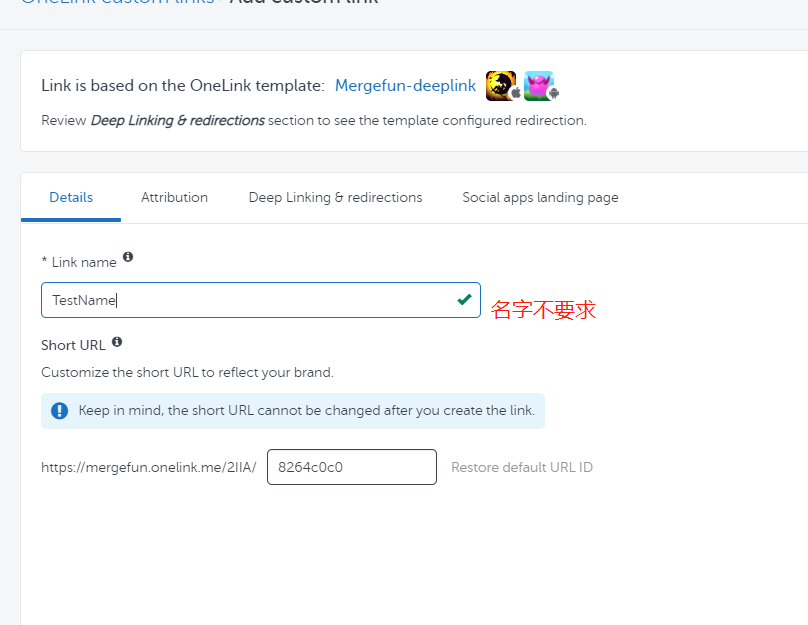 OneLink custom links Add custom link
Link is based on the OneLink template: Mergefun-deeplink
Review Deep Linking & redirections section to see the template configured redirection.
Details Attribution Deep Linking & redirections Social apps landing page
* Link name
TestName
名字不要求
Short URL
Customize the short URL to reflect your brand.
Keep in mind, the short URL cannot be changed after you create the link.
https://mergefun.onelink.me/2IIA/ 8264c0c0 Restore default URL ID